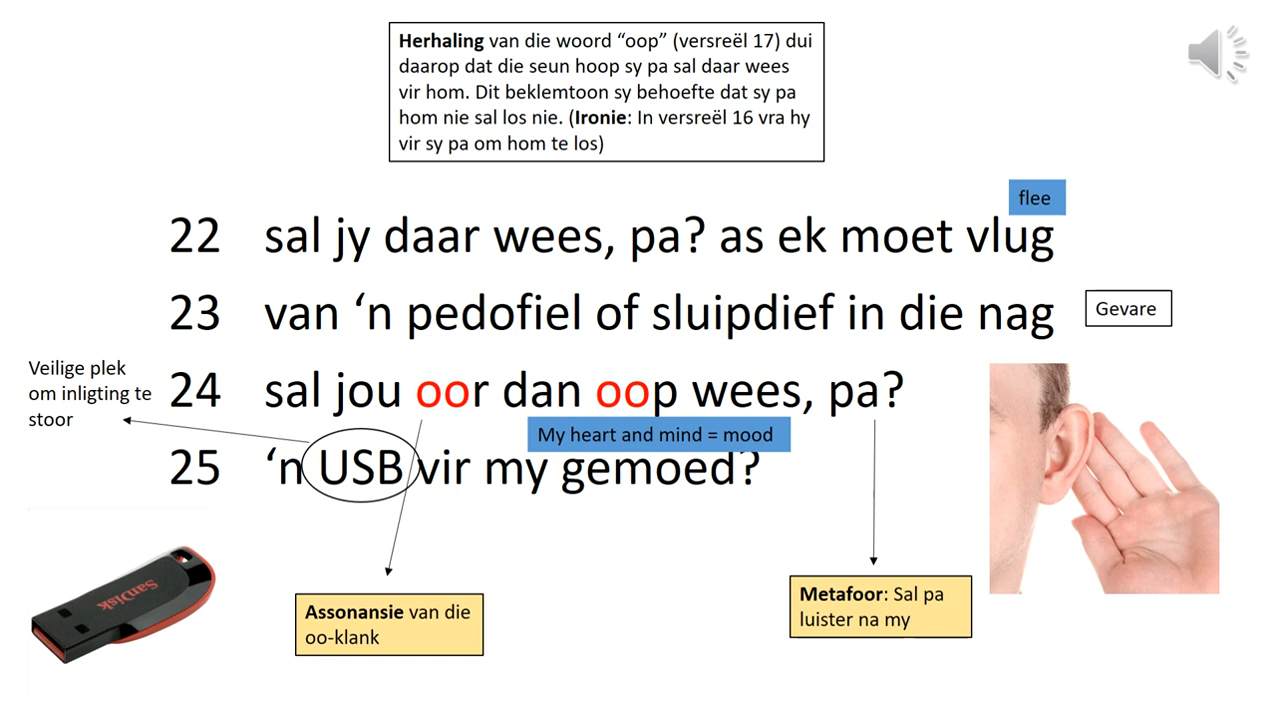 Herhaling van die woord “oop” (versreël 17) dui
daarop dat die seun hoop sy pa sal daar wees
vir hom. Dit beklemtoon sy behoefte dat sy pa
hom nie sal los nie. (Ironie: In versreël 16 vra hy
vir sy pa om hom te los)
flee
22 sal jy daar wees, pa? as ek moet vlug
23 van ‘n pedofiel of sluipdief in die nag
Gevare
Veilige plek
om inligting te
stoor
24 sal jou oor dan oop wees, pa?
My heart and mind = mood
25 ‘n USB vir my gemoed?
SanDisk
Assonansie van die
oo-klank
Metafoor: Sal pa
luister na my